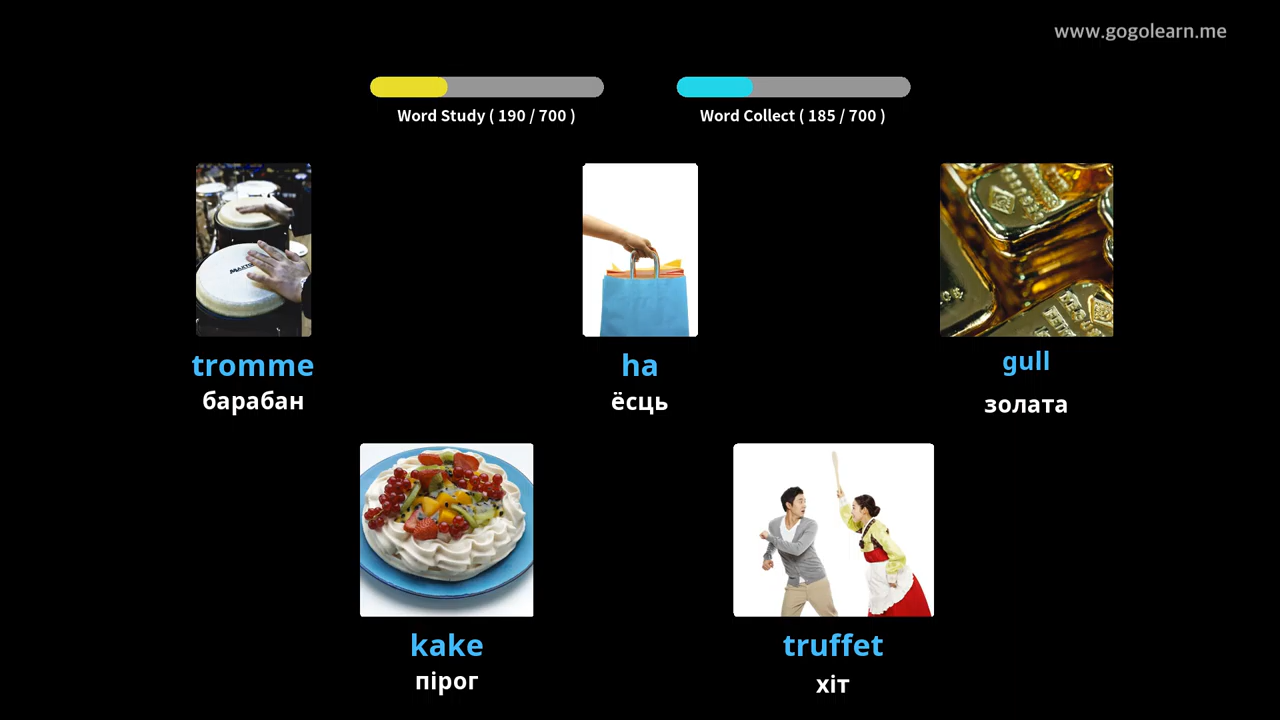 www.gogolearn.me
Word Study ( 190 / 700 )
Word Collect ( 185 / 700 )
tromme
барабан
ha
ёсць
gull
золата
kake
пірог
truffet
хіт